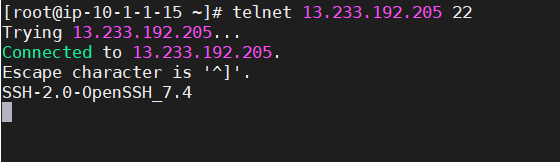 [root@ip-10-1-1-15 ~]# telnet 13.233.192.205 22
Trying 13.233.192.205...
Connected to 13.233.192.205.
Escape character is '^]'.
SSH-2.0-OpenSSH_7.4